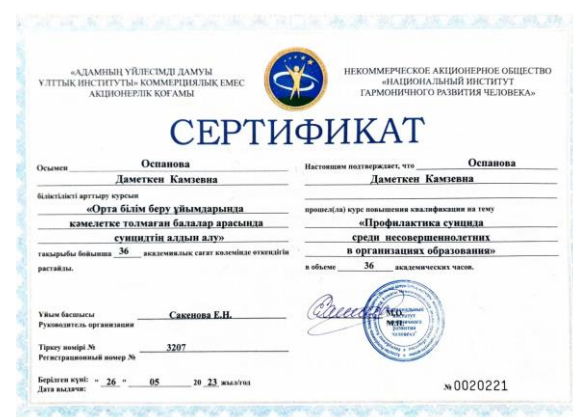 «АДАМНЫҢ ҮЙЛЕСІМДІ ДАМУЫ
ҰЛТТЫҚ ИНСТИТУТЫ» КОММЕРЦИЯЛЫҚ ЕМЕС
АКЦИОНЕРЛІК ҚОҒАМЫ
НЕКОММЕРЧЕСКОЕ АКЦИОНЕРНОЕ ОБЩЕСТВО
«НАЦИОНАЛЬНЫЙ ИНСТИТУТ
ГАРМОНИЧНОГО РАЗВИТИЯ ЧЕЛОВЕКА»
СЕРТИФИКАТ
Осымен Оспанова
Даметкен Камзевна
біліктілікті арттыру курсын
«Орта білім беру ұйымдарында
кәмелетке толмаған балалар арасында
суицидтің алдын алу»
тақырыбы бойынша 36 академиялық сағат көлемінде өткендігін
растайды.
Настоящим подтверждает, что Оспанова
Даметкен Камзевна
прошел(ла) курс повышения квалификации на тему
«Профилактика суицида
среди несовершеннолетних
в организациях образования»
в объеме 36 академических часов.
Ұйым басшысы
Руководитель организации Сакенова Е.Н.
М.О.
М.П.
Тіркеу номірі №
Регистрационный номер № 3207
Берілген күні: " 26 " 05 20 23 жыл/год
Дата выдачи:
№ 0020221